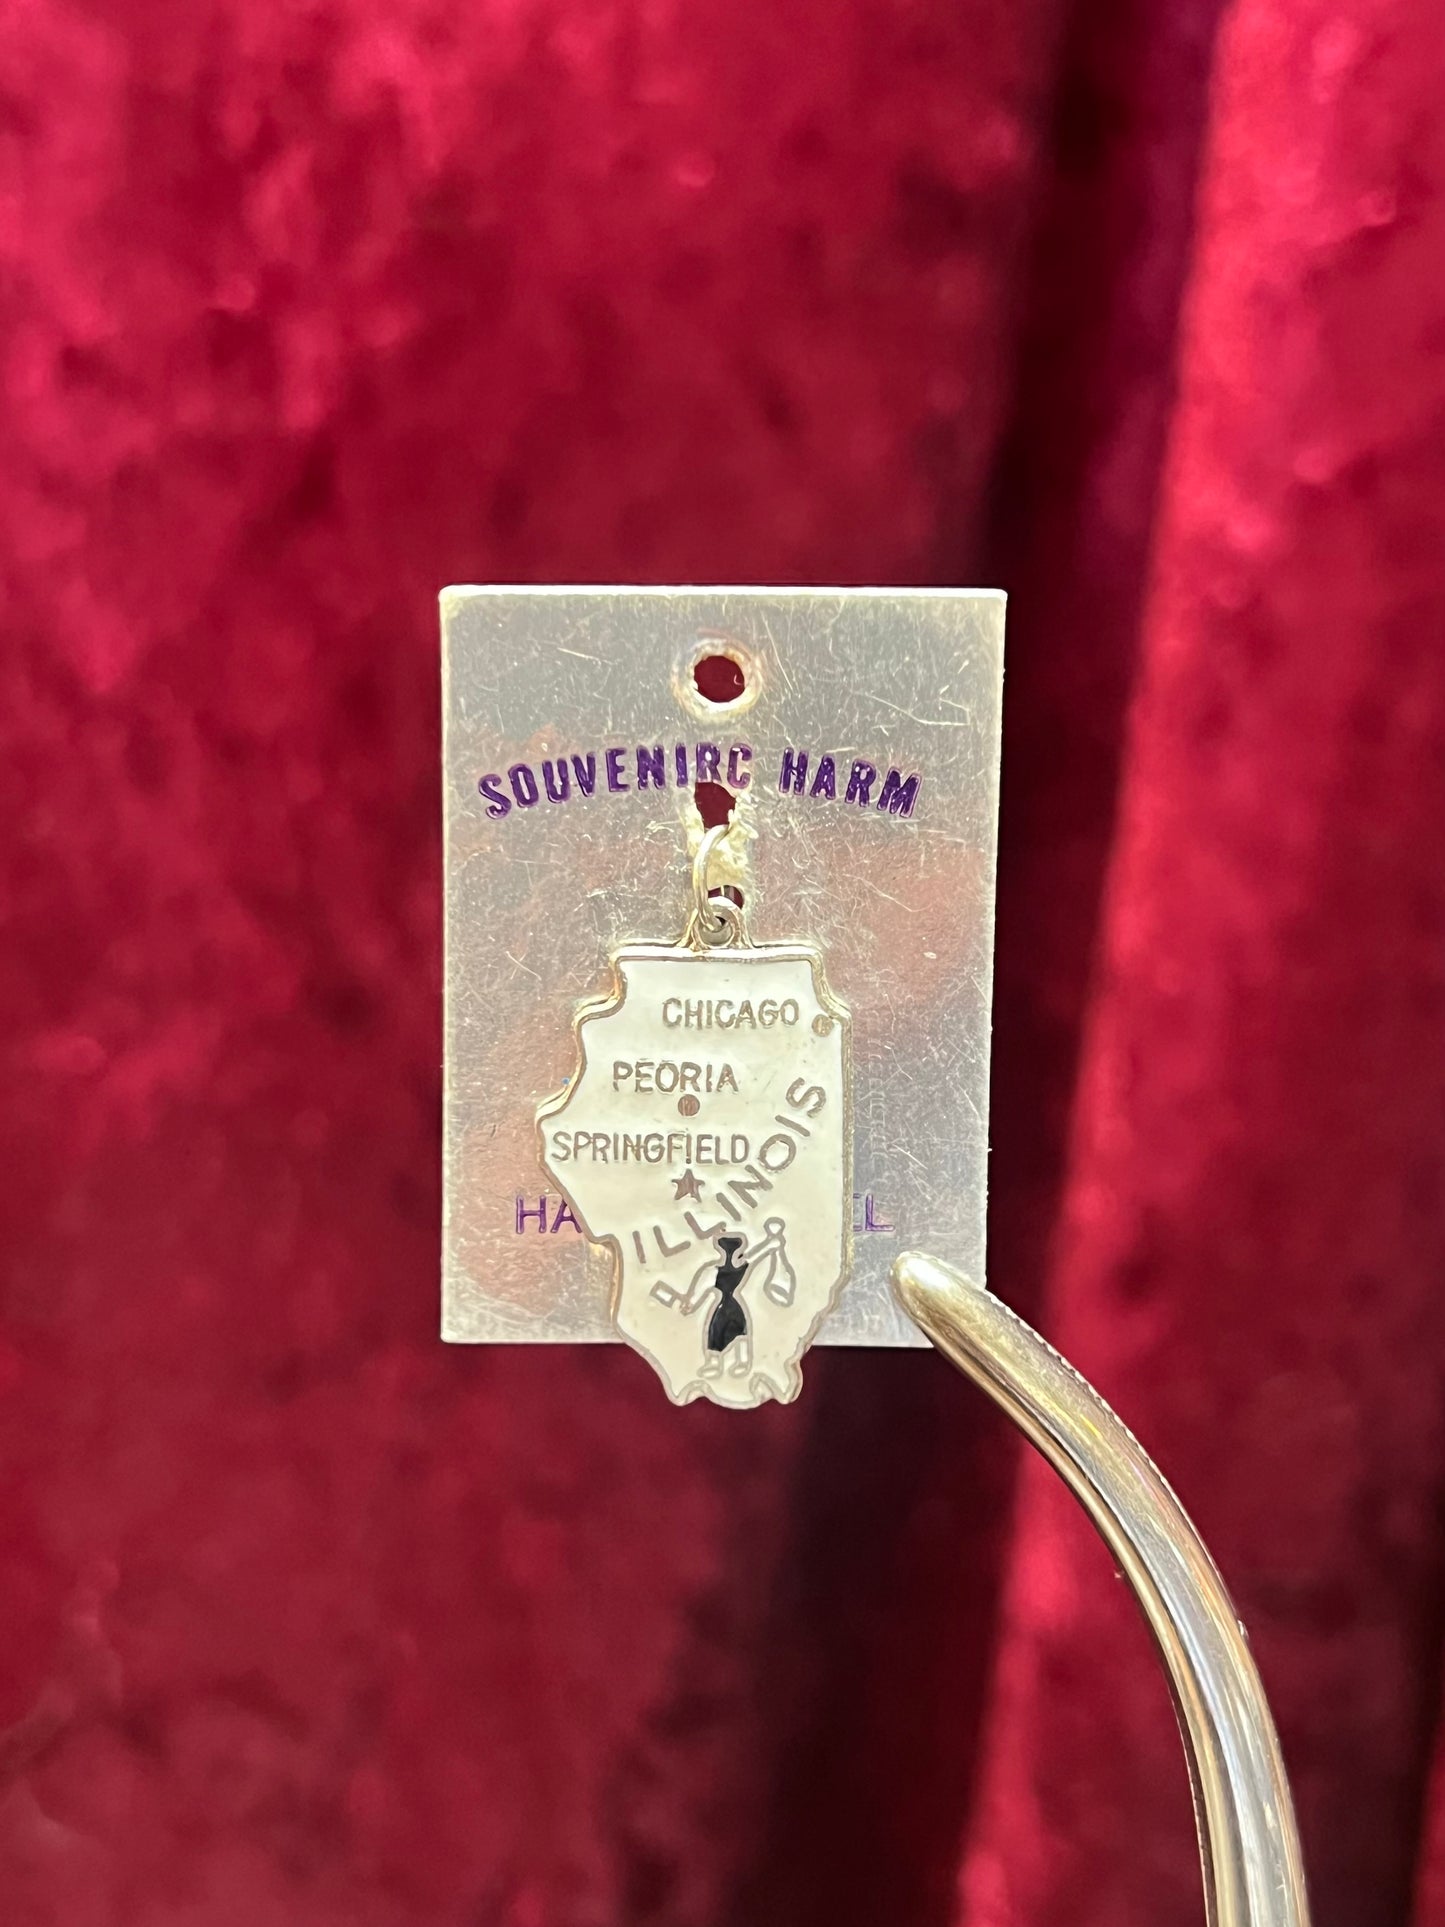 SOUVENIRC HARM
CHICAGO
PEORIA
SPRINGFIELD
ILLINOIS